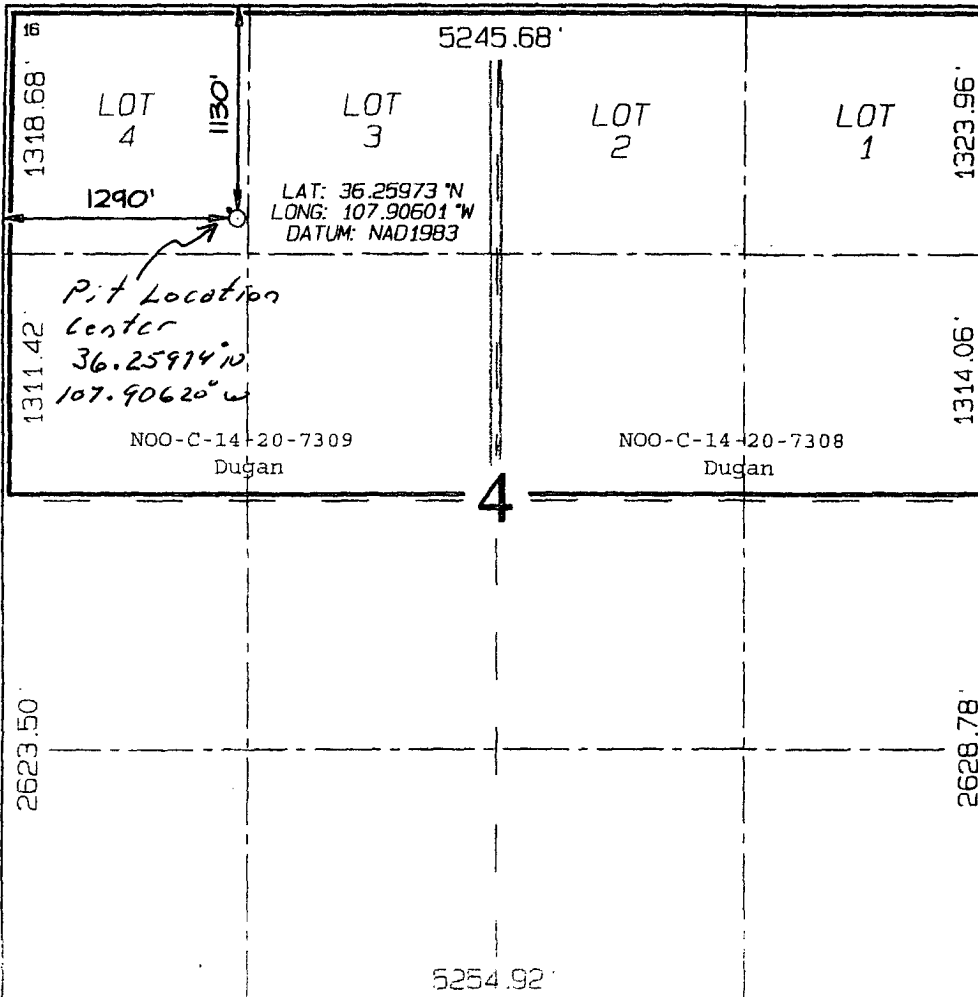 16
5245.68'
1318.68'
LOT
4
1130'
LOT
3
LOT
2
LOT
1
1323.96'
1290'
LAT: 36.25973 °N
LONG: 107.90601 °W
DATUM: NAD1983
Pit Location
Center
36.25974° N
107.90620° W
1311.42'
1314.06'
NOO-C-14-20-7309
Dugan
NOO-C-14-20-7308
Dugan
4
2623.50'
2628.78'
5254.92'